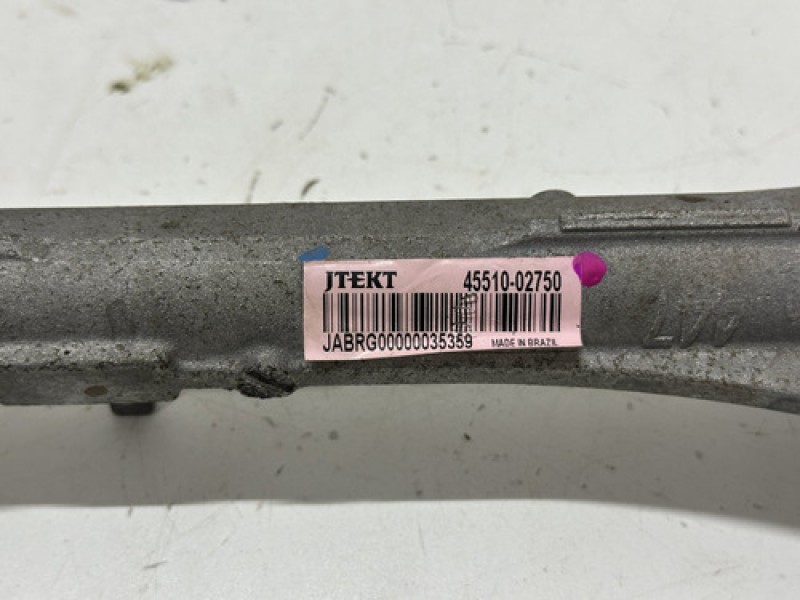 JTEKT 45510-02750
JABRG00000035359 MADE IN BRAZIL